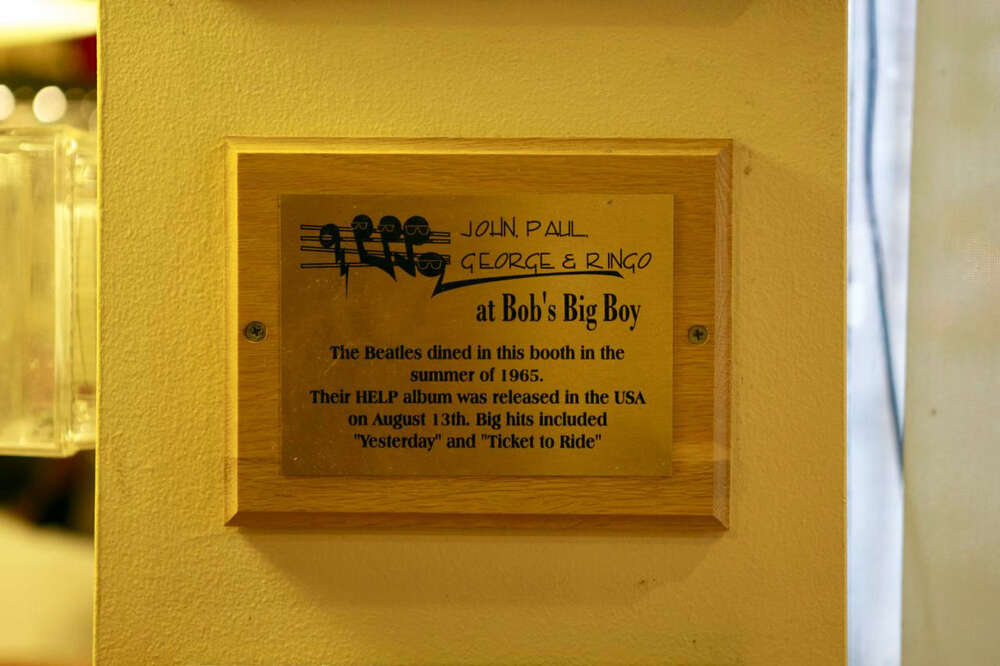 JOHN, PAUL,
GEORGE & RINGO
at Bob's Big Boy
The Beatles dined in this booth in the
summer of 1965.
Their HELP album was released in the USA
on August 13th. Big hits included
"Yesterday" and "Ticket to Ride"